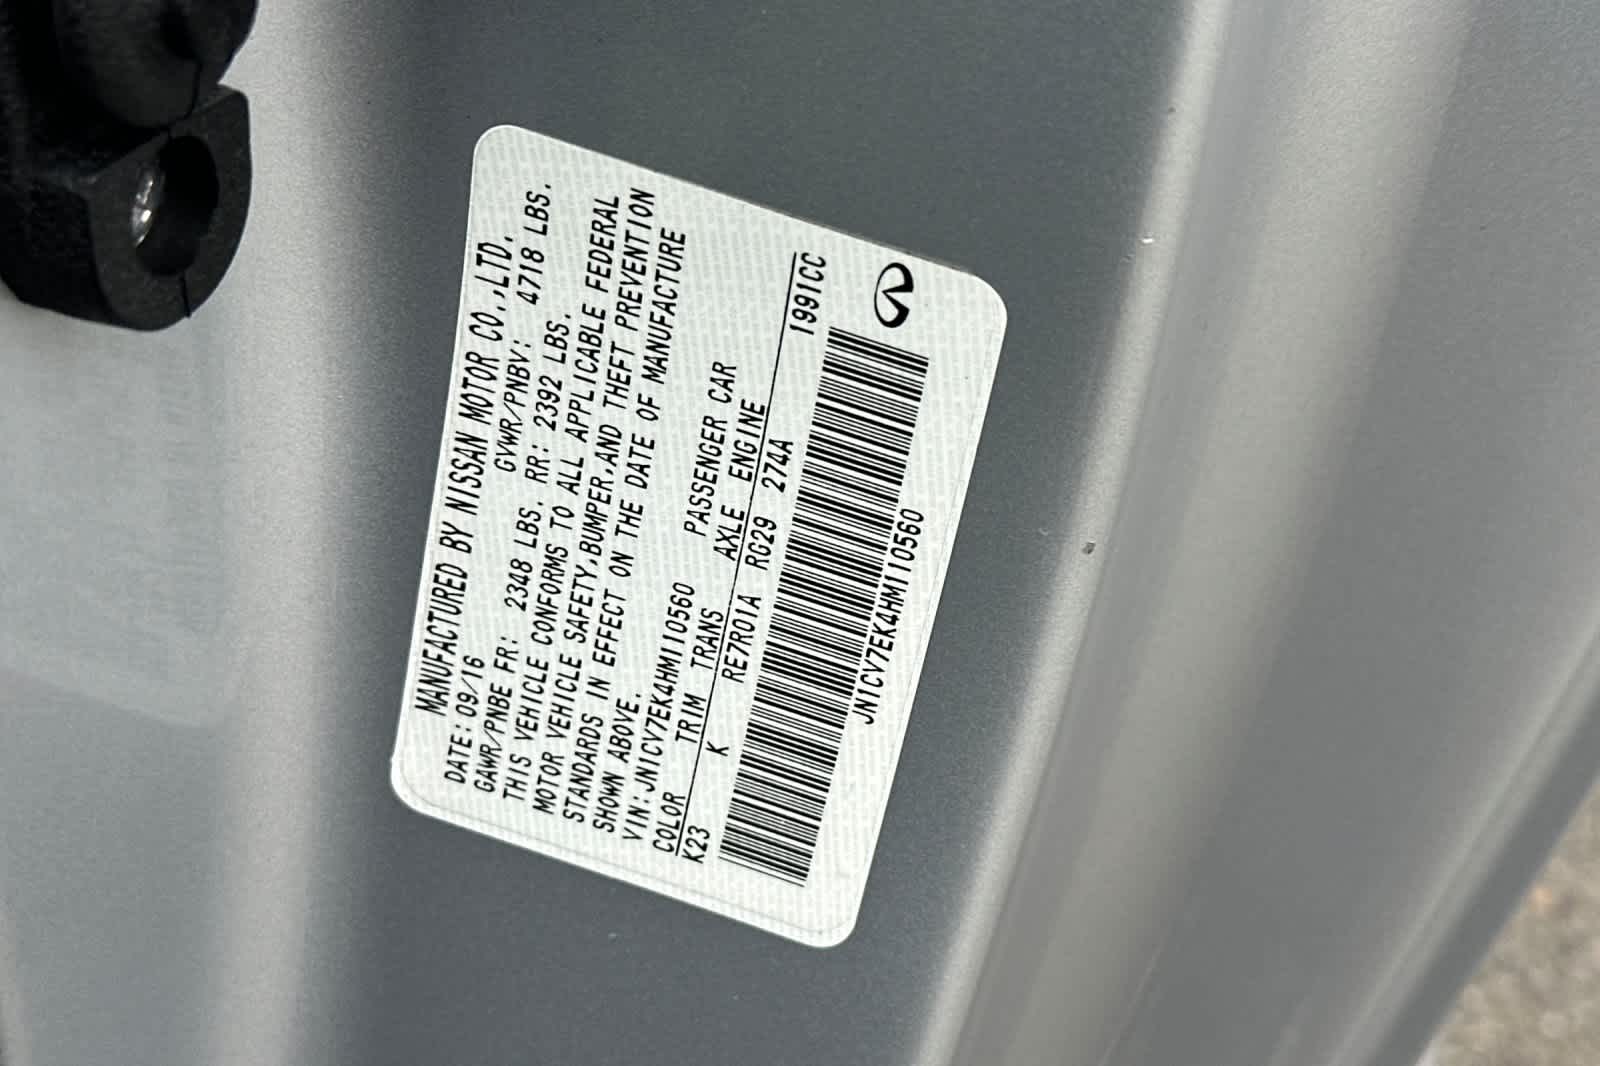 MANUFACTURED BY NISSAN MOTOR CO.,LTD.
DATE:09/16 GVWR/PNBV: 4718 LBS.
GAWR/PNBE FR: 2348 LBS. RR: 2392 LBS.
THIS VEHICLE CONFORMS TO ALL APPLICABLE FEDERAL
MOTOR VEHICLE SAFETY,BUMPER,AND THEFT PREVENTION
STANDARDS IN EFFECT ON THE DATE OF MANUFACTURE
SHOWN ABOVE.
VIN:JN1CV7EK4HM110560 PASSENGER CAR
COLOR TRIM TRANS AXLE ENGINE
K23 K RE7R01A RG29 274A 1991CC
JN1CV7EK4HM110560